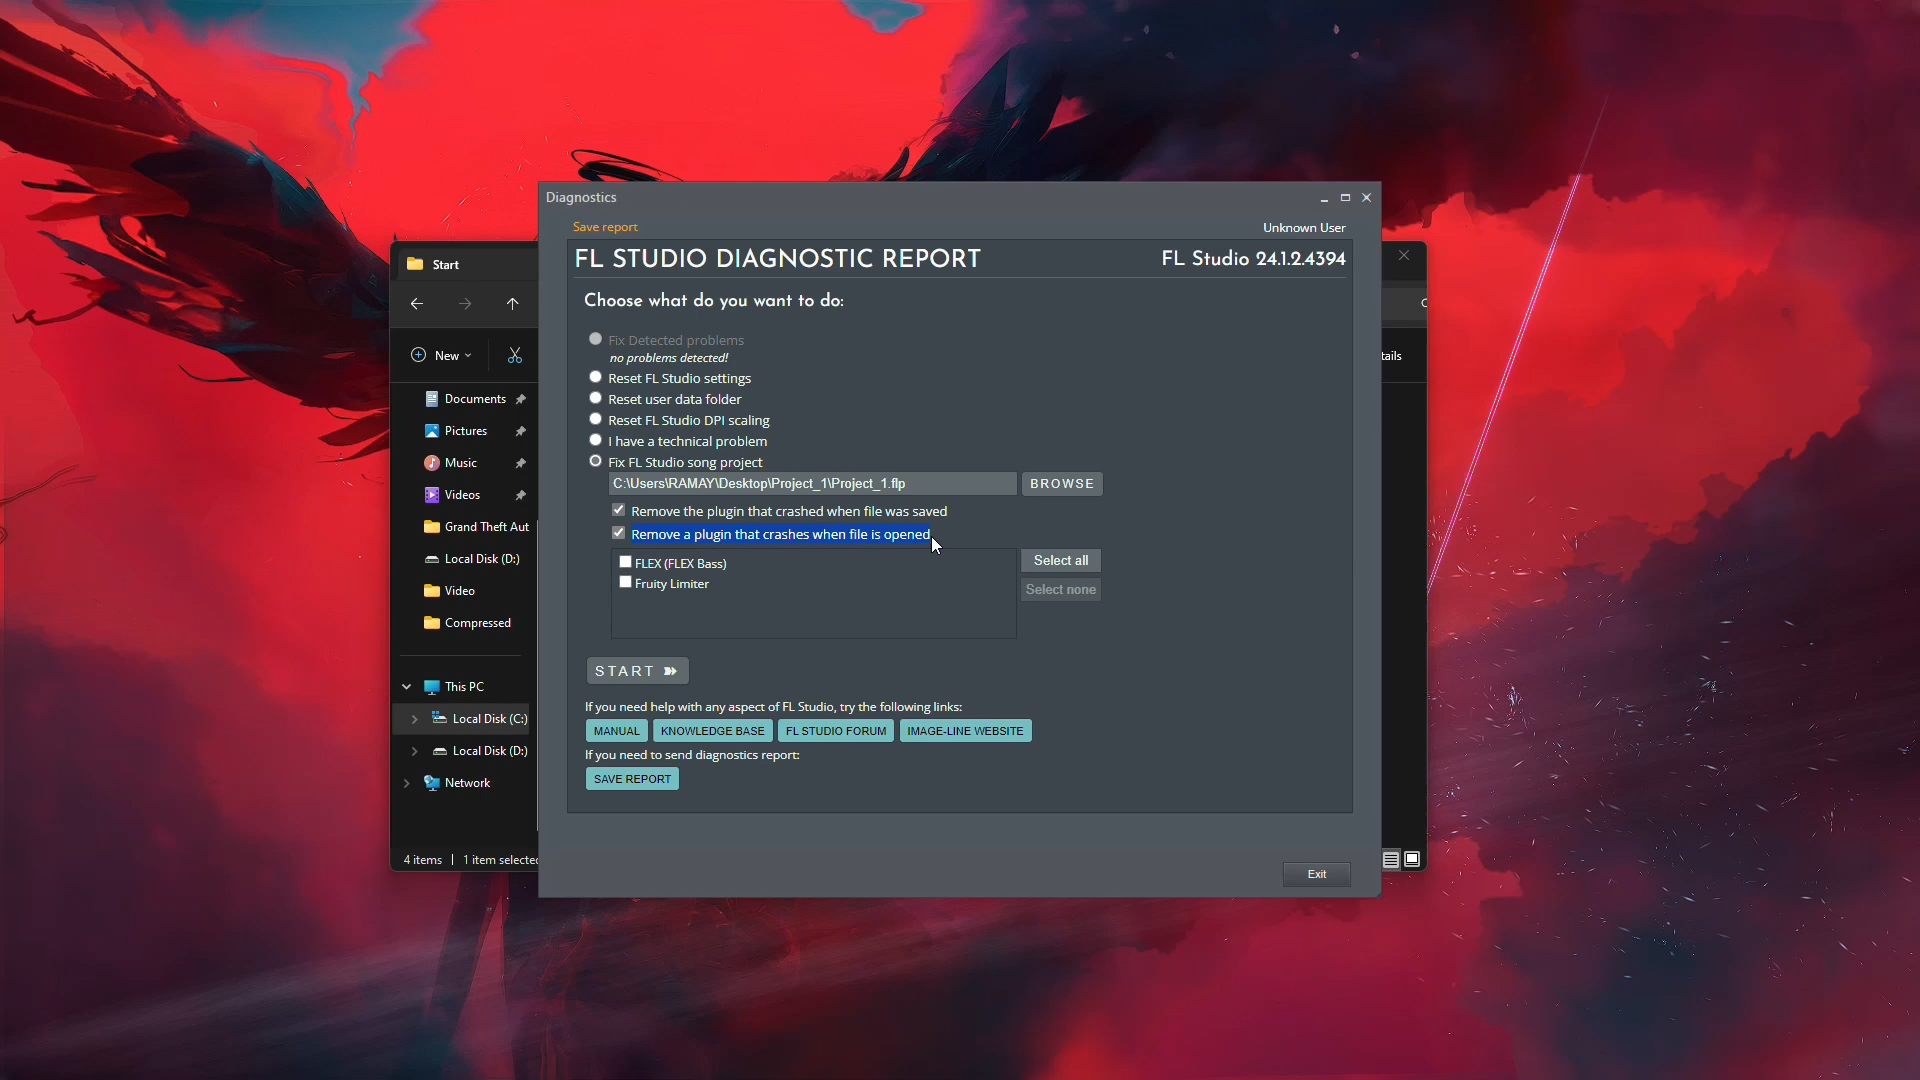 Diagnostics
Save report
Unknown User
FL STUDIO DIAGNOSTIC REPORT
FL Studio 24.1.2.4394
Choose what do you want to do:
Fix Detected problems
no problems detected!
Reset FL Studio settings
Reset user data folder
Reset FL Studio DPI scaling
I have a technical problem
Fix FL Studio song project
C:\Users\RAMAY\Desktop\Project_1\Project_1.flp
BROWSE
Remove the plugin that crashed when file was saved
Remove a plugin that crashes when file is opened
FLEX (FLEX Bass)
Select all
Fruity Limiter
Select none
START
If you need help with any aspect of FL Studio, try the following links:
MANUAL
KNOWLEDGE BASE
FL STUDIO FORUM
IMAGE-LINE WEBSITE
If you need to send diagnostics report:
SAVE REPORT
Exit
Start
New
tails
Documents
Pictures
Music
Videos
Grand Theft Aut
Local Disk (D:)
Video
Compressed
This PC
Local Disk (C:)
Local Disk (D:)
Network
4 items
1 item selected